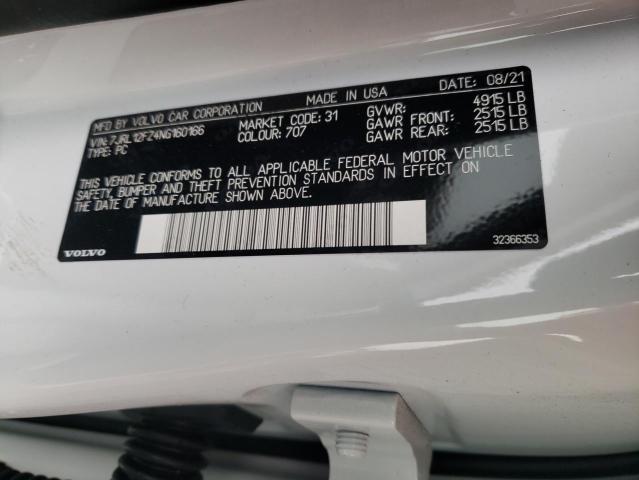 MFD BY VOLVO CAR CORPORATION MADE IN USA DATE: 08/21
VIN: 7JRL12FZ4NG160166 MARKET CODE: 31 GVWR: 4915 LB
TYPE: PC COLOUR: 707 GAWR FRONT: 2515 LB
GAWR REAR: 2515 LB
THIS VEHICLE CONFORMS TO ALL APPLICABLE FEDERAL MOTOR VEHICLE
SAFETY, BUMPER AND THEFT PREVENTION STANDARDS IN EFFECT ON
THE DATE OF MANUFACTURE SHOWN ABOVE.
VOLVO 32366353